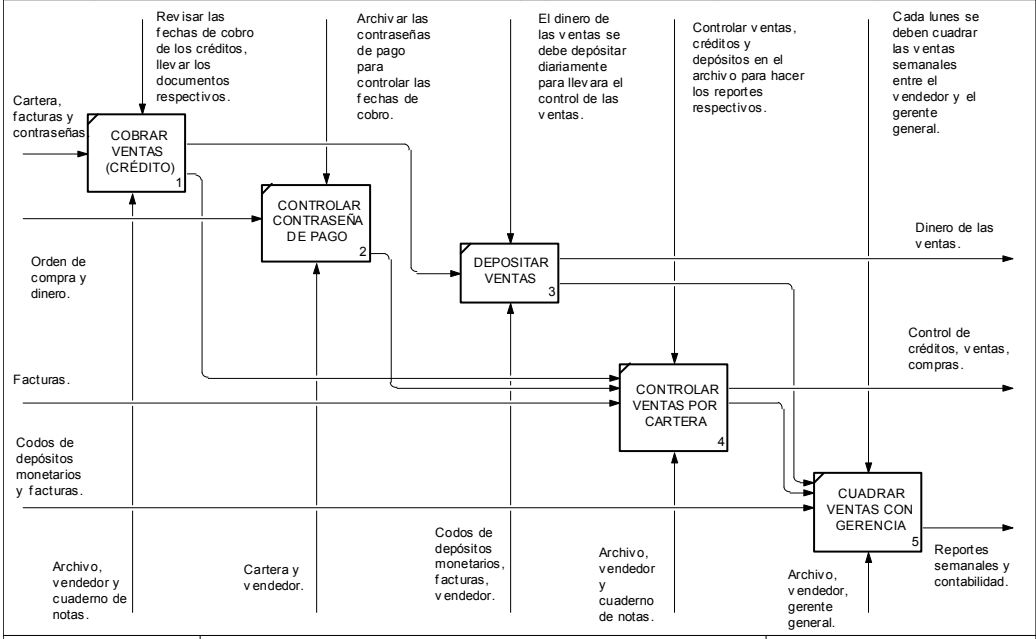 Revisar las
fechas de cobro
de los créditos,
llevar los
documentos
respectivos.
Archivar las
contraseñas
de pago
para
controlar las
fechas de
cobro.
El dinero de
las ventas se
debe depósitar
diariamente
para llevara el
control de las
ventas.
Controlar ventas,
créditos y
depósitos en el
archivo para hacer
los reportes
respectivos.
Cada lunes se
deben cuadrar
las ventas
semanales
entre el
vendedor y el
gerente
general.
Cartera,
facturas y
contraseñas.
COBRAR
VENTAS
(CRÉDITO)
1
CONTROLAR
CONTRASEÑA
DE PAGO
2
Orden de
compra y
dinero.
DEPOSITAR
VENTAS
3
Dinero de las
ventas.
Facturas.
CONTROLAR
VENTAS POR
CARTERA
4
Control de
créditos, ventas,
compras.
Codos de
depósitos
monetarios
y facturas.
CUADRAR
VENTAS CON
GERENCIA
5
Reportes
semanales y
contabilidad.
Archivo,
vendedor y
cuaderno de
notas.
Cartera y
vendedor.
Codos de
depósitos
monetarios,
facturas,
vendedor.
Archivo,
vendedor
y
cuaderno
de notas.
Archivo,
vendedor,
gerente
general.